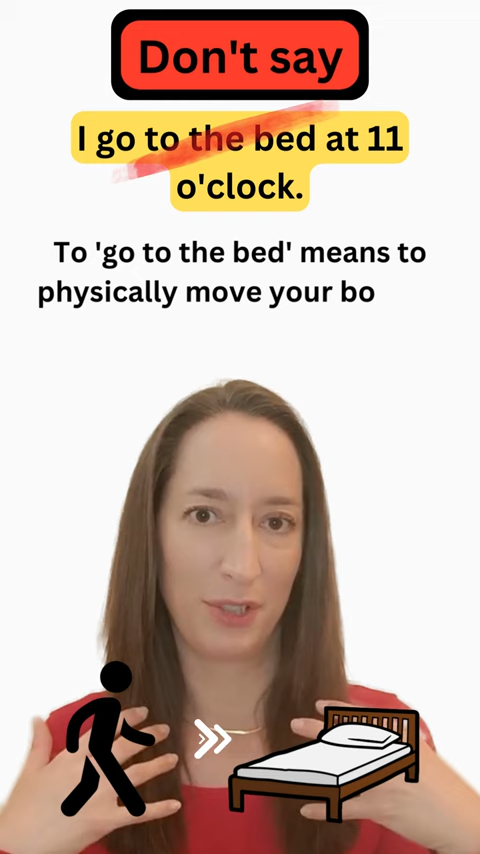 Don't say
I go to the bed at 11
o'clock.
To 'go to the bed' means to
physically move your bo